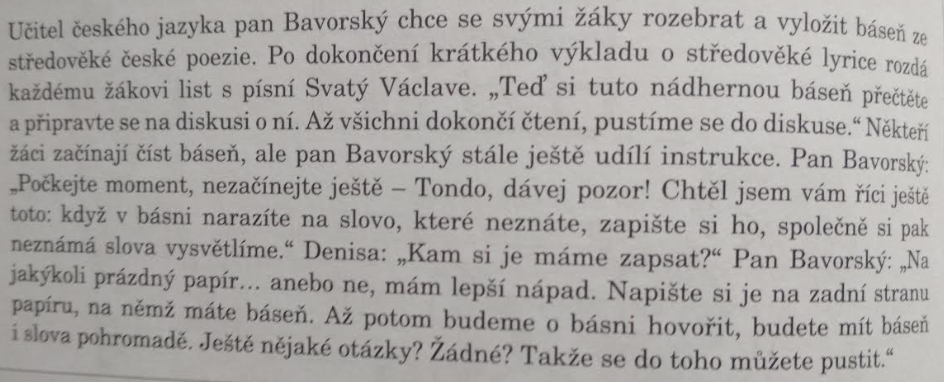 Učitel českého jazyka pan Bavorský chce se svými žáky rozebrat a vyložit báseň ze
středověké české poezie. Po dokončení krátkého výkladu o středověké lyrice rozdá
každému žákovi list s písní Svatý Václave. „Teď si tuto nádhernou báseň přečtěte
a připravte se na diskusi o ní. Až všichni dokončí čtení, pustíme se do diskuse.“ Někteří
žáci začínají číst báseň, ale pan Bavorský stále ještě udílí instrukce. Pan Bavorský:
„Počkejte moment, nezačínejte ještě – Tondo, dávej pozor! Chtěl jsem vám říci ještě
toto: když v básni narazíte na slovo, které neznáte, zapište si ho, společně si pak
neznámá slova vysvětlíme.“ Denisa: „Kam si je máme zapsat?“ Pan Bavorský: „Na
jakýkoli prázdný papír... anebo ne, mám lepší nápad. Napište si je na zadní stranu
papíru, na němž máte báseň. Až potom budeme o básni hovořit, budete mít báseň
i slova pohromadě. Ještě nějaké otázky? Žádné? Takže se do toho můžete pustit.“